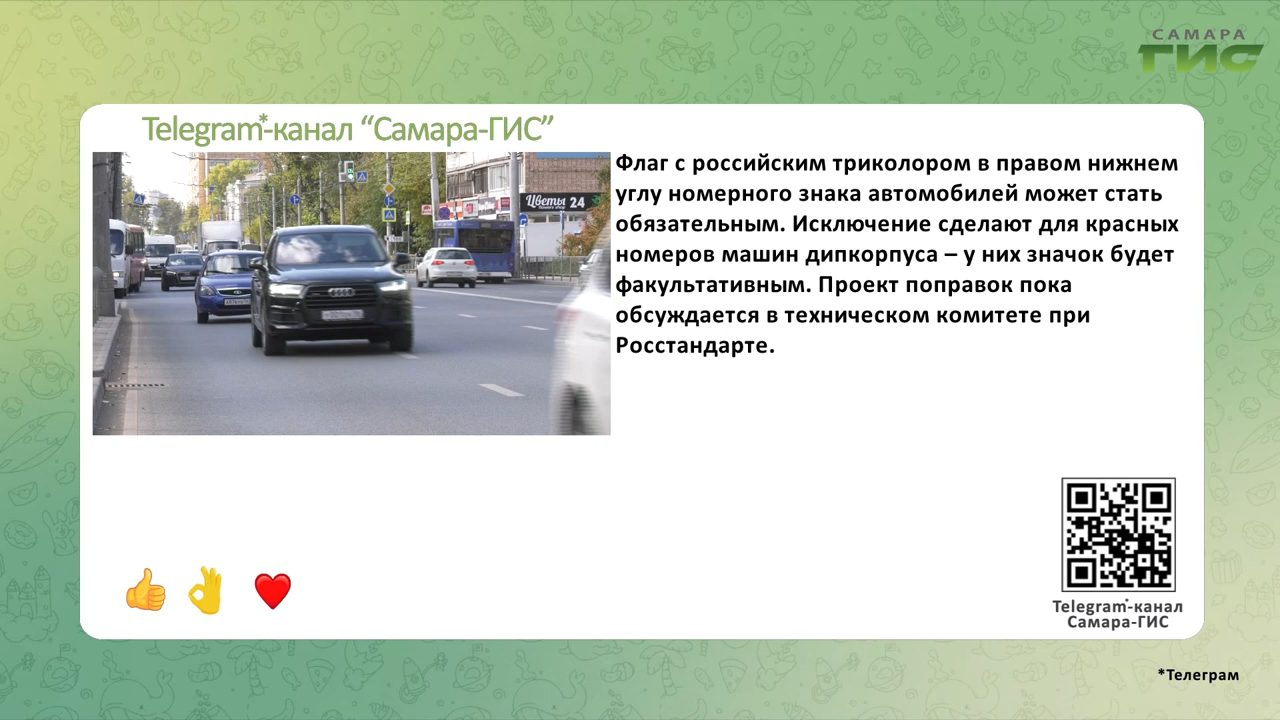 САМАРА
ГИС
Telegram*-канал “Самара-ГИС”
Флаг с российским триколором в правом нижнем
углу номерного знака автомобилей может стать
обязательным. Исключение сделают для красных
номеров машин дипкорпуса – у них значок будет
факультативным. Проект поправок пока
обсуждается в техническом комитете при
Росстандарте.
Цветы 24
Telegram*-канал
Самара-ГИС
*Телеграм